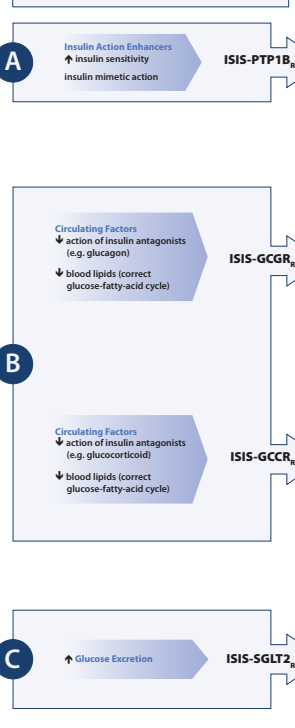 A
Insulin Action Enhancers
↑ insulin sensitivity
insulin mimetic action
ISIS-PTP1B
R
B
Circulating Factors
↓ action of insulin antagonists
(e.g. glucagon)
↓ blood lipids (correct
glucose-fatty-acid cycle)
ISIS-GCGR
R
Circulating Factors
↓ action of insulin antagonists
(e.g. glucocorticoid)
↓ blood lipids (correct
glucose-fatty-acid cycle)
ISIS-GCCR
R
C
↑ Glucose Excretion
ISIS-SGLT2
R